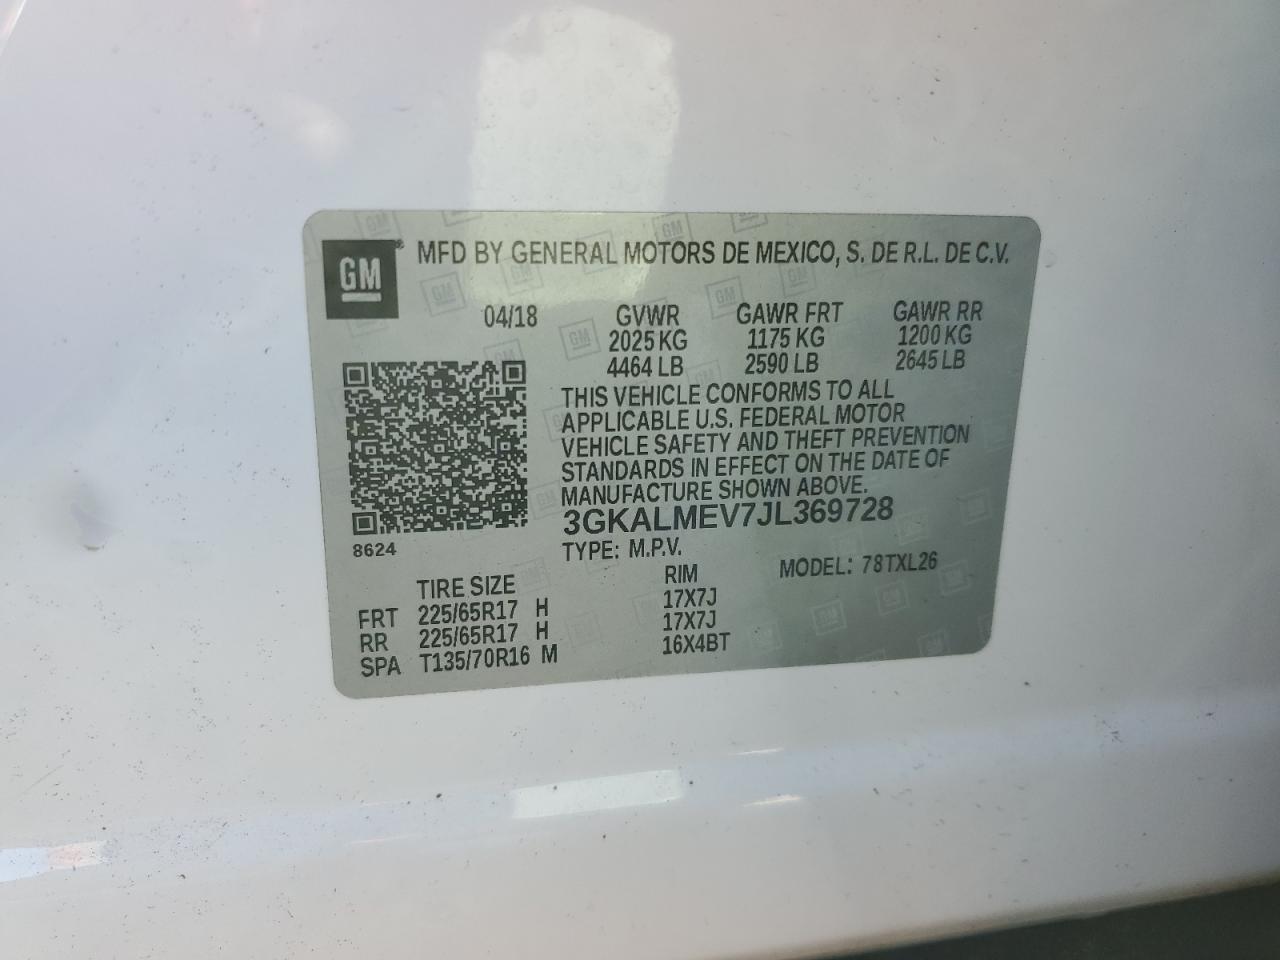 GM ® MFD BY GENERAL MOTORS DE MEXICO, S. DE R.L. DE C.V.
04/18 GVWR GAWR FRT GAWR RR
2025 KG 1175 KG 1200 KG
4464 LB 2590 LB 2645 LB
THIS VEHICLE CONFORMS TO ALL
APPLICABLE U.S. FEDERAL MOTOR
VEHICLE SAFETY AND THEFT PREVENTION
STANDARDS IN EFFECT ON THE DATE OF
MANUFACTURE SHOWN ABOVE.
3GKALMEV7JL369728
8624 TYPE: M.P.V. MODEL: 78TXL26
TIRE SIZE RIM
FRT 225/65R17 H 17X7J
RR 225/65R17 H 17X7J
SPA T135/70R16 M 16X4BT